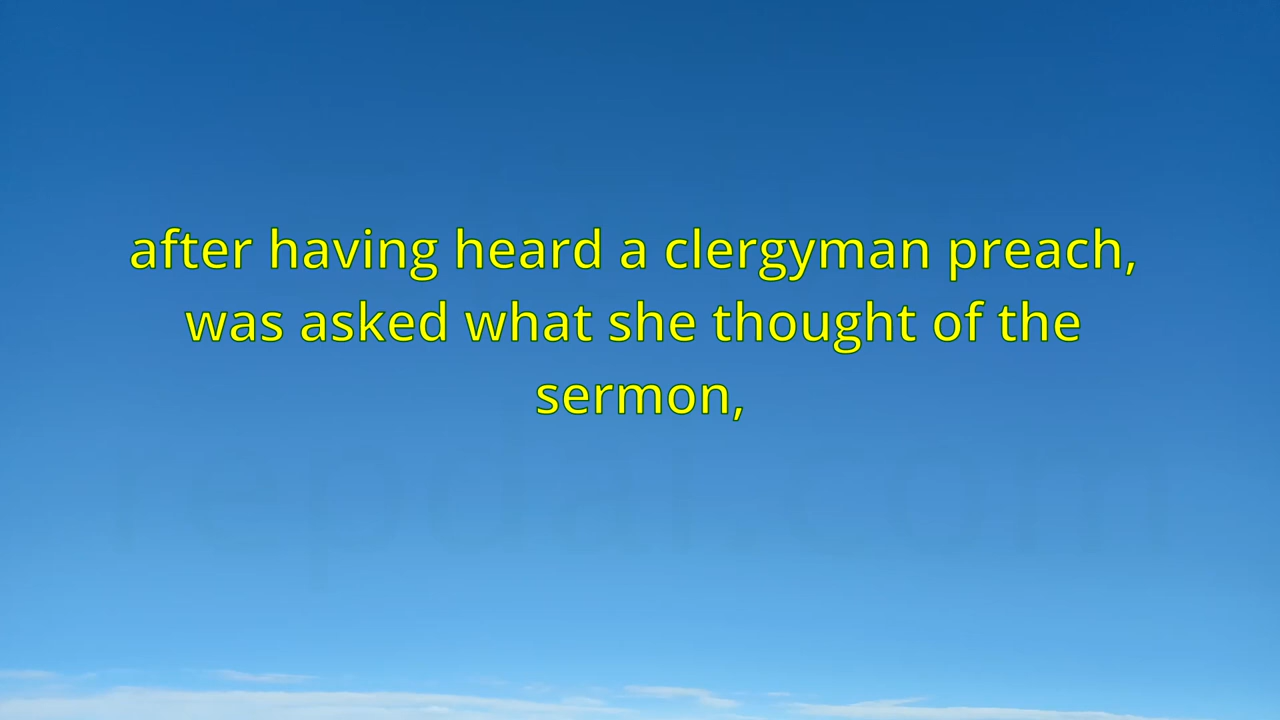 after having heard a clergyman preach,
was asked what she thought of the
sermon,